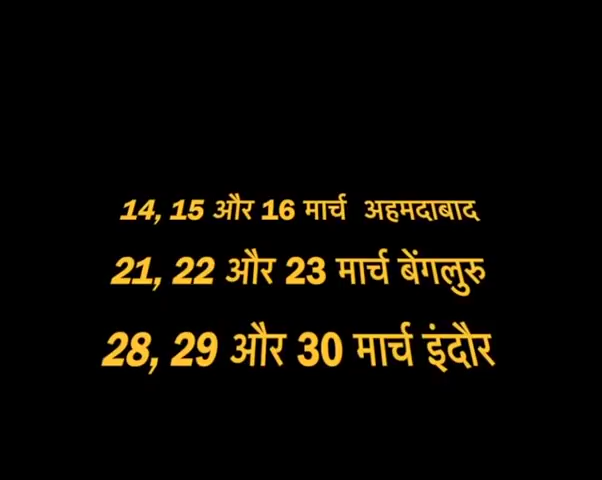 14, 15 और 16 मार्च अहमदाबाद
21, 22 और 23 मार्च बेंगलुरु
28, 29 और 30 मार्च इंदौर